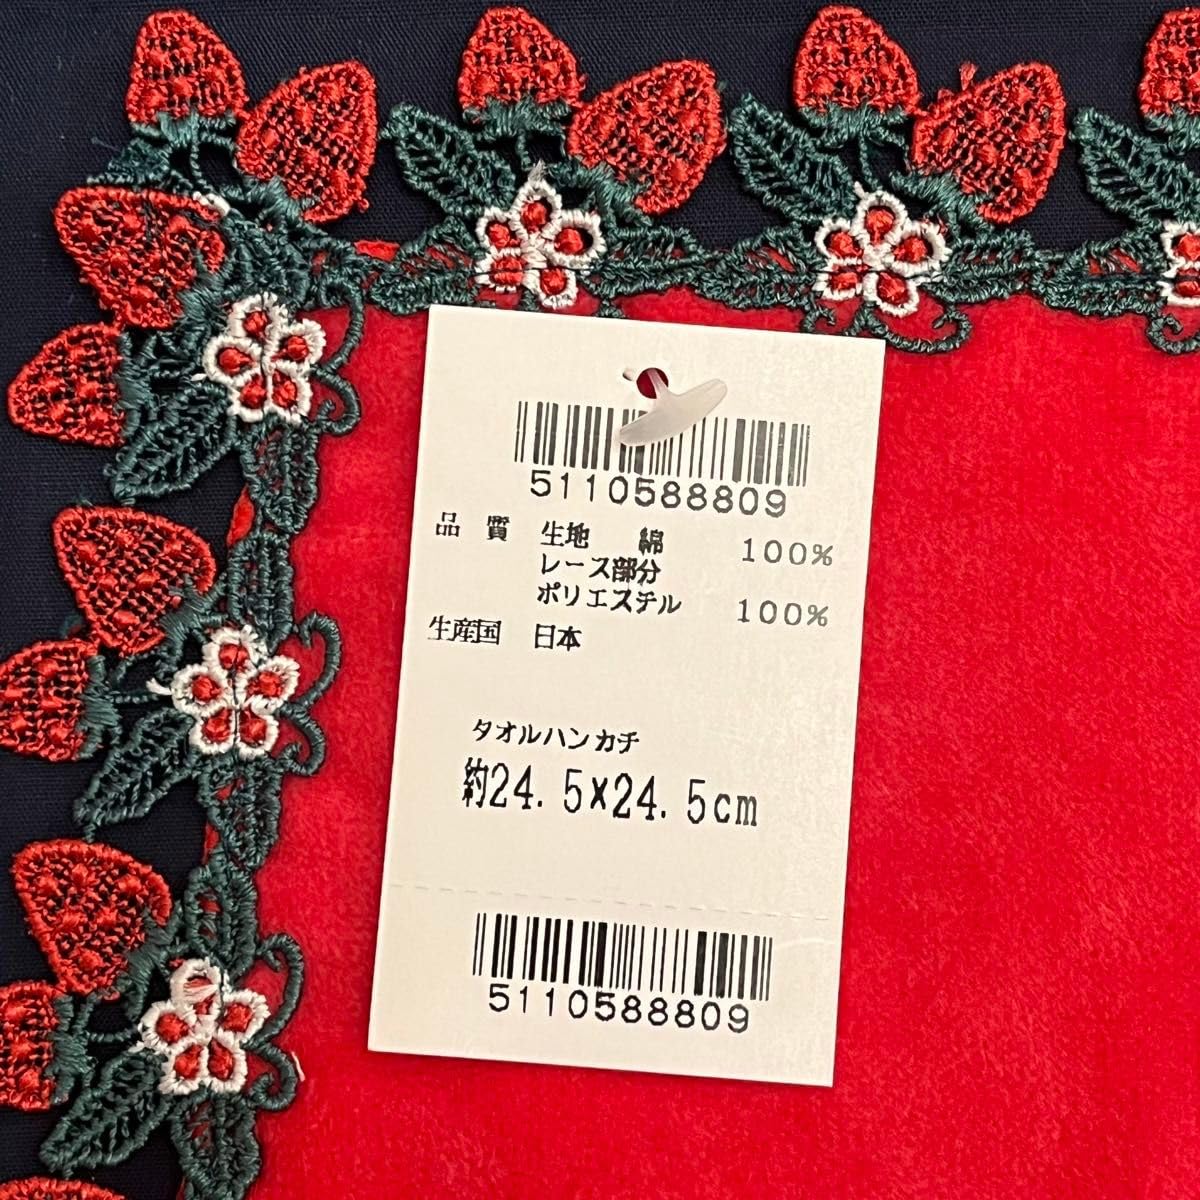 5110588809
品質 生地 綿 100%
レース部分
ポリエステル 100%
生産国 日本
タオルハンカチ
約24.5×24.5cm
5110588809